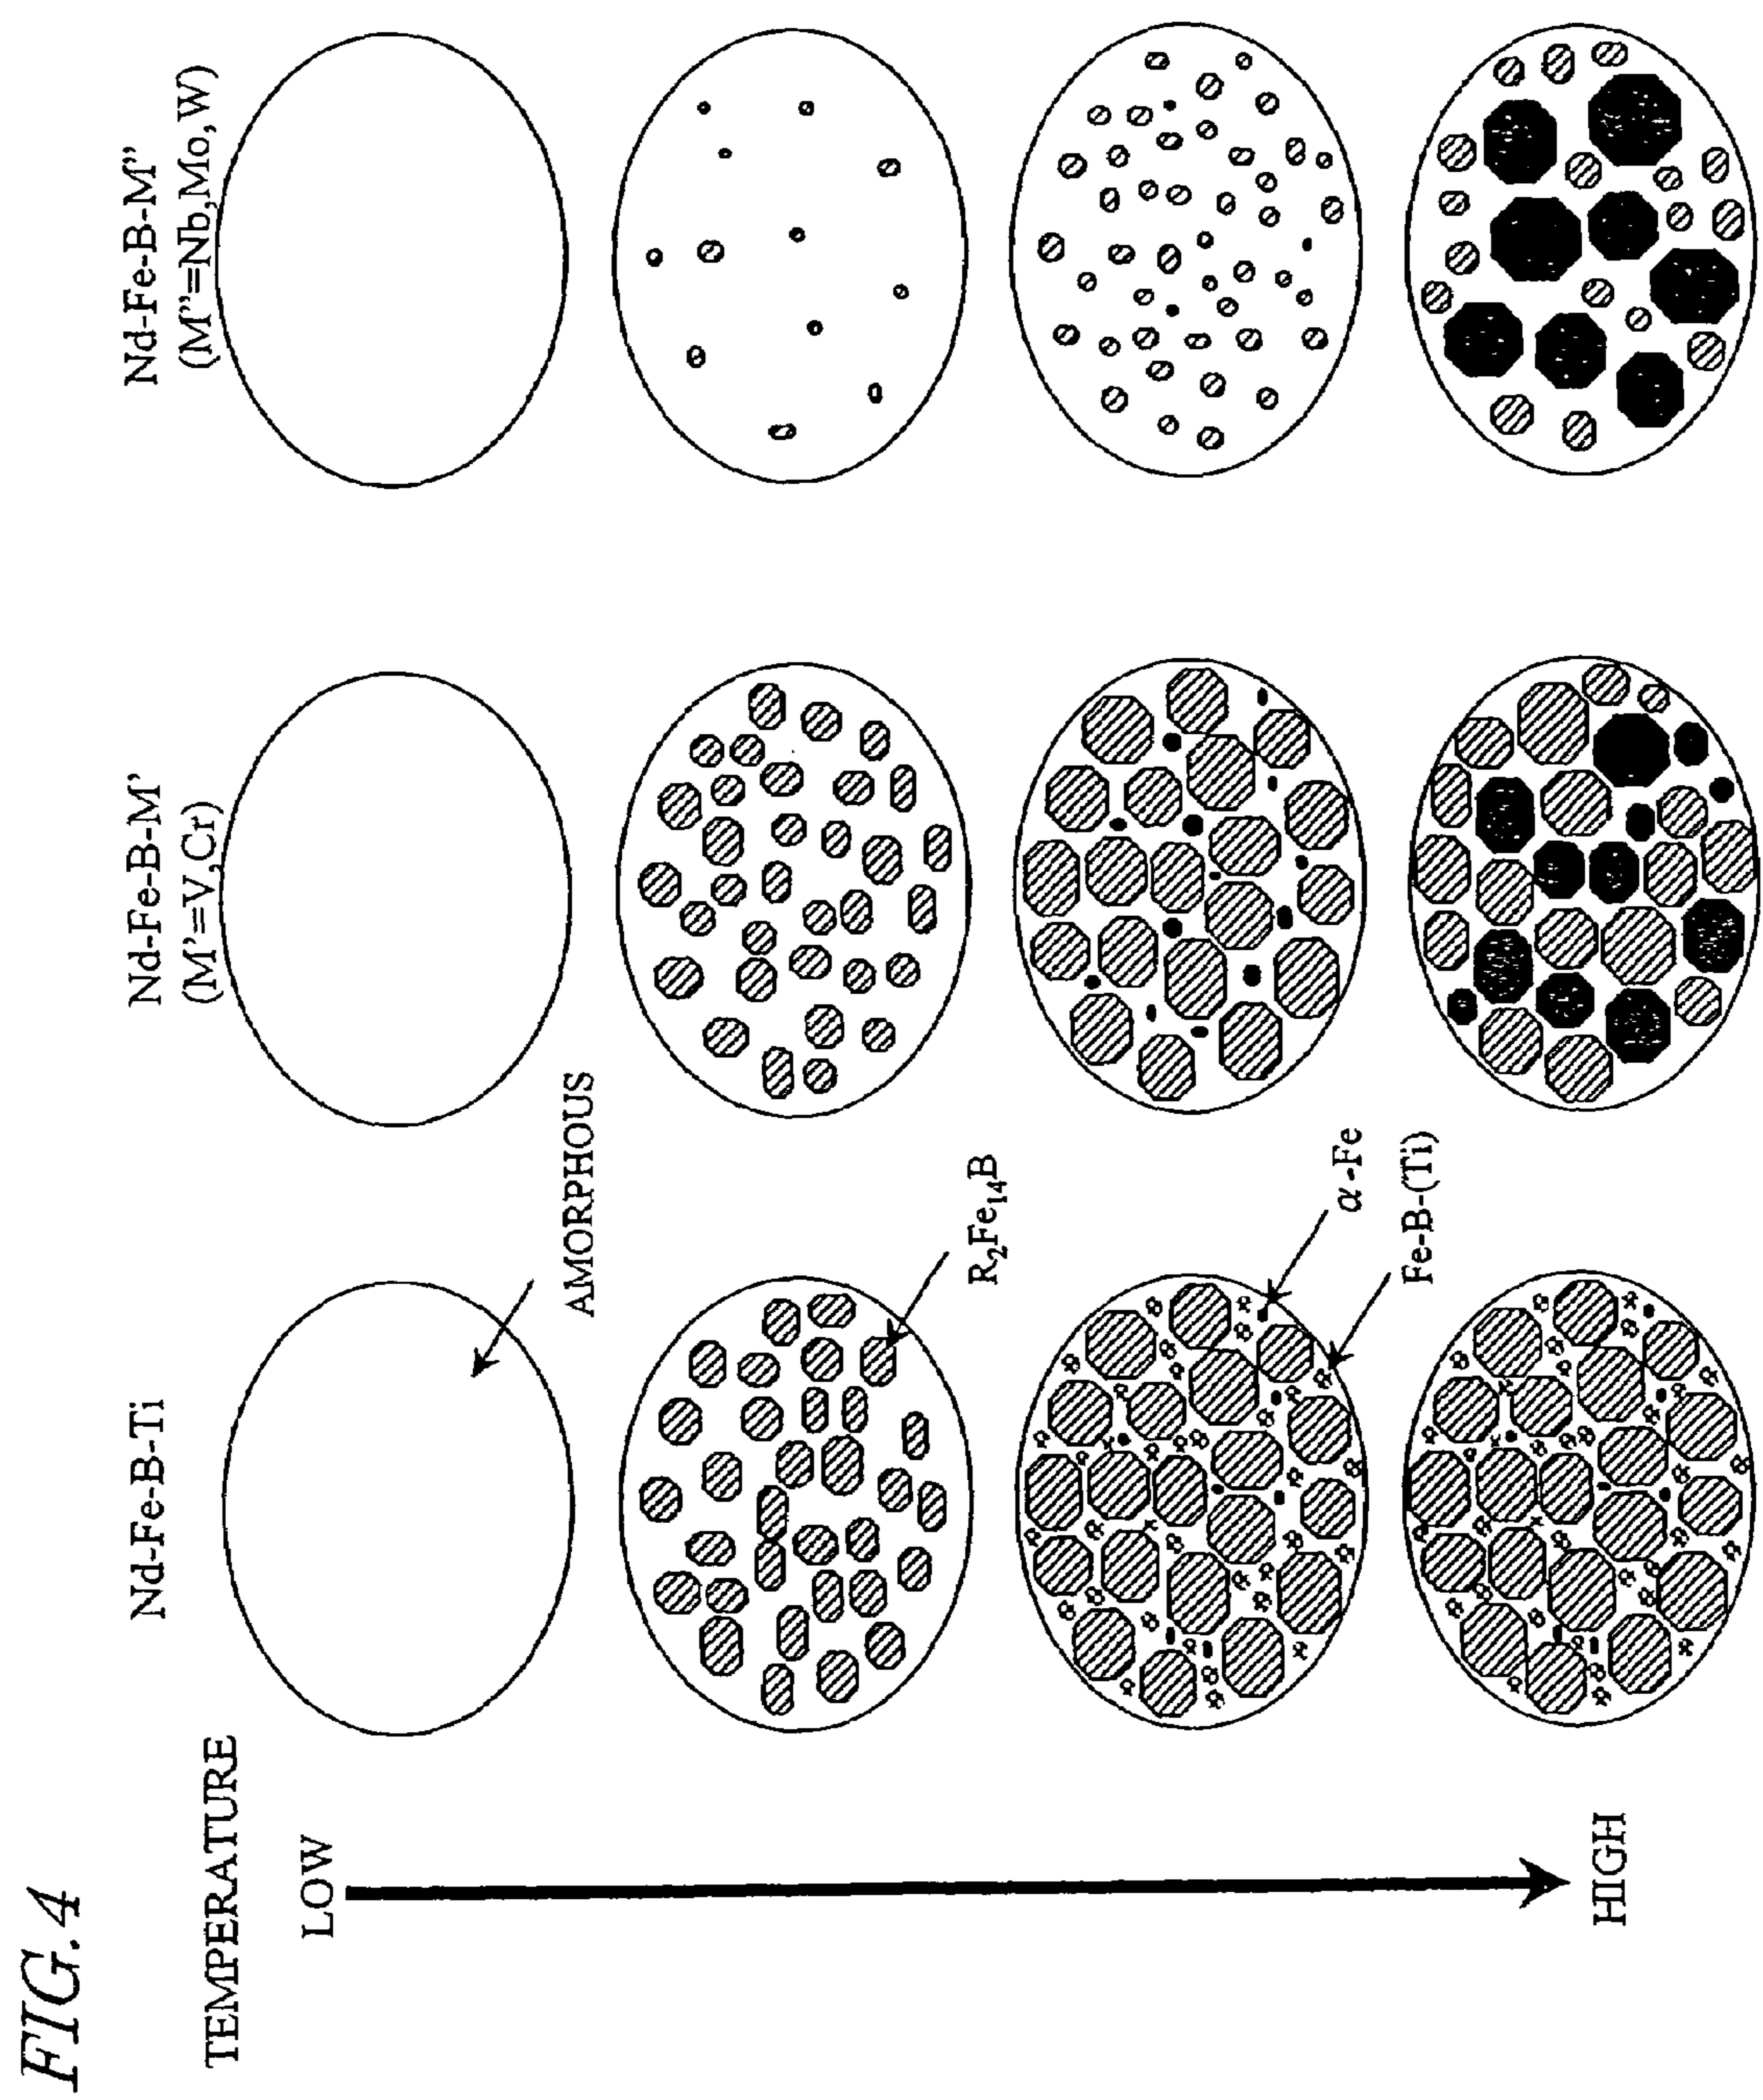 FIG.4
TEMPERATURE
LOW
HIGH
Nd-Fe-B-Ti
Nd-Fe-B-M'
(M'=V,Cr)
Nd-Fe-B-M”
(M”=Nb,Mo,W)
AMORPHOUS
R₂Fe₁₄B
α-Fe
Fe-B-(Ti)